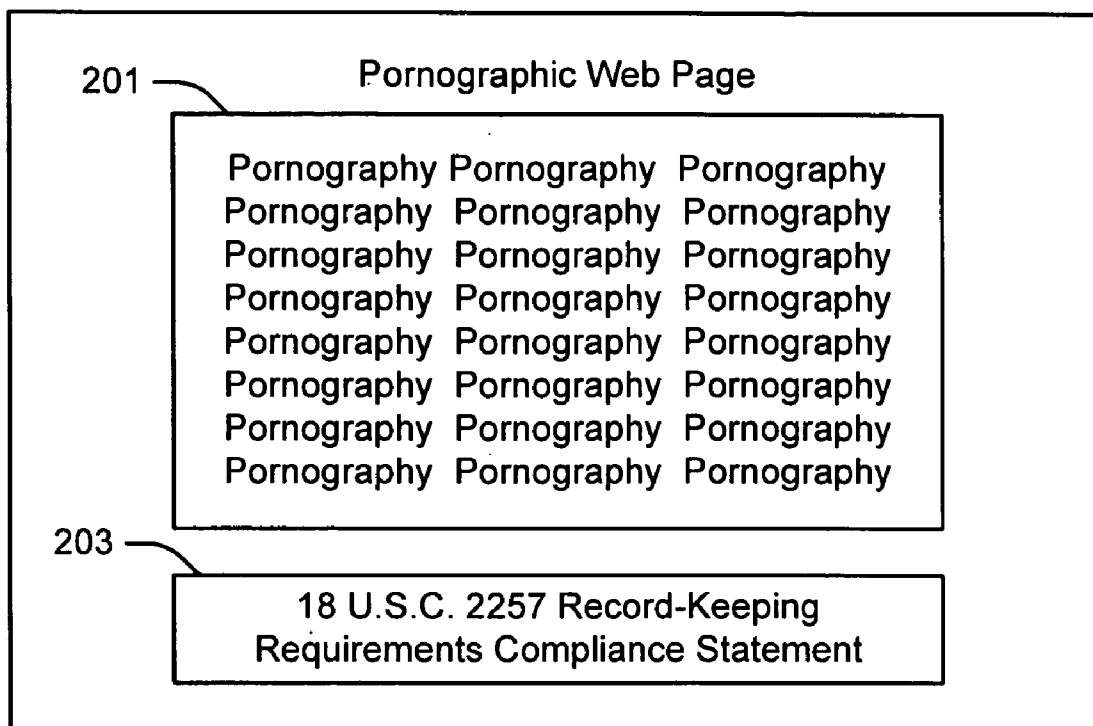 Pornographic Web Page
201
Pornography Pornography Pornography
Pornography Pornography Pornography
Pornography Pornography Pornography
Pornography Pornography Pornography
Pornography Pornography Pornography
Pornography Pornography Pornography
Pornography Pornography Pornography
Pornography Pornography Pornography
203
18 U.S.C. 2257 Record-Keeping
Requirements Compliance Statement